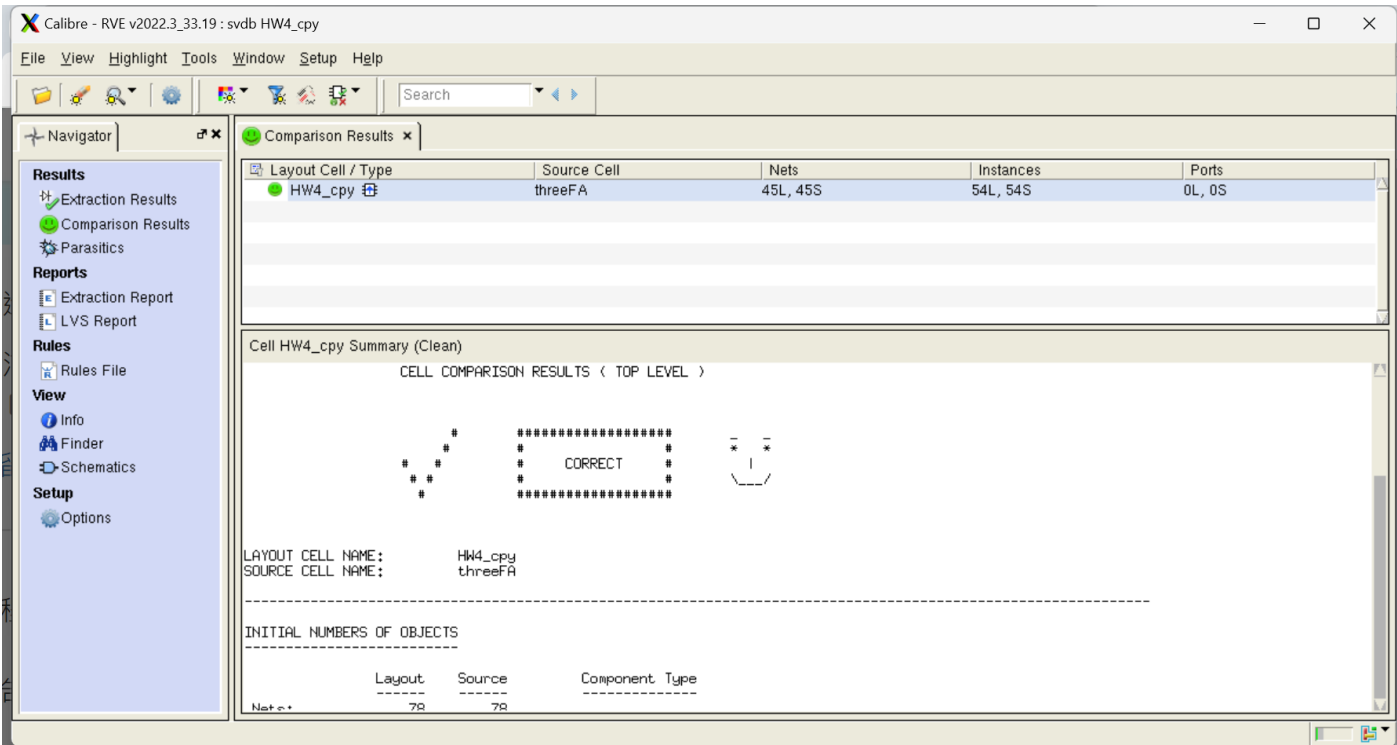 Calibre - RVE v2022.3_33.19 : svdb HW4_cpy
File View Highlight Tools Window Setup Help
Search
Navigator
Comparison Results
Results
Extraction Results
Comparison Results
Parasitics
Reports
Extraction Report
LVS Report
Rules
Rules File
View
Info
Finder
Schematics
Setup
Options
Layout Cell / Type Source Cell Nets Instances Ports
HW4_cpy threeFA 45L, 45S 54L, 54S 0L, 0S
Cell HW4_cpy Summary (Clean)
CELL COMPARISON RESULTS ( TOP LEVEL )
# ################### _ _
# # # * *
# # # CORRECT # |
# # # # \___/
# ###################
LAYOUT CELL NAME: HW4_cpy
SOURCE CELL NAME: threeFA
INITIAL NUMBERS OF OBJECTS
Layout Source Component Type
Nets: 78 78